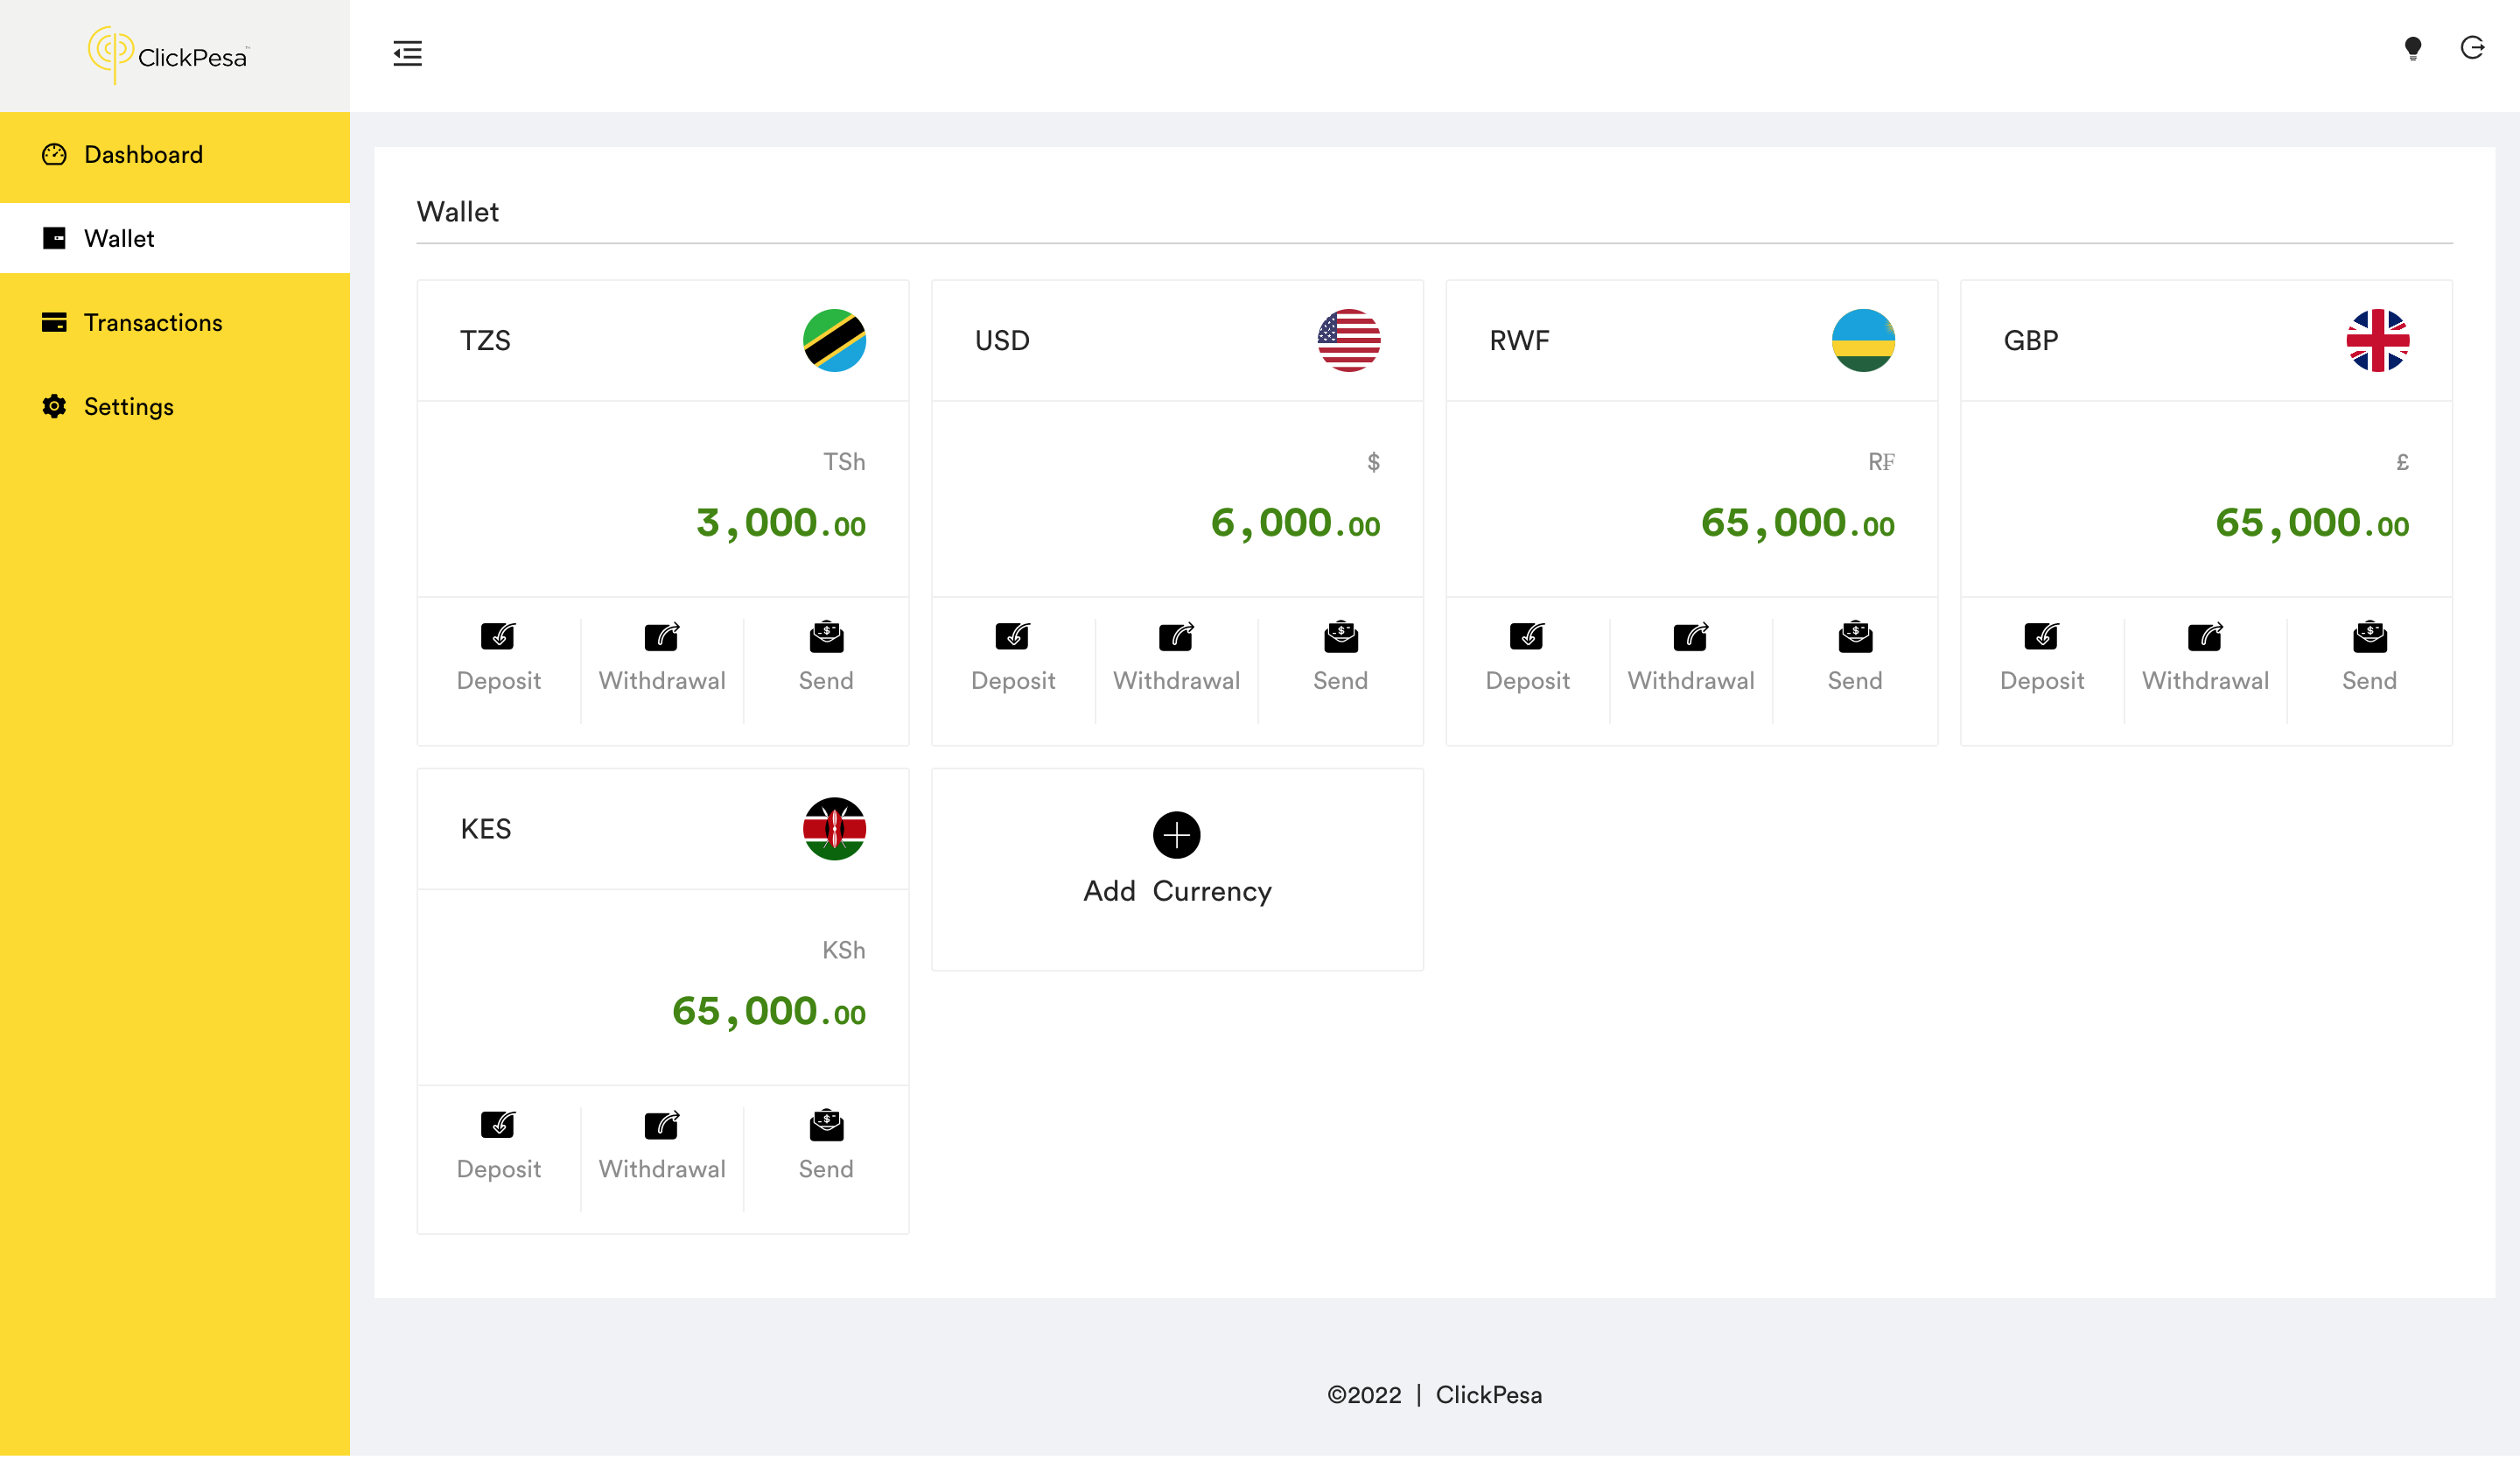 ClickPesa™
Dashboard
Wallet
Transactions
Settings
Wallet
TZS
TSh
3,000.00
Deposit
Withdrawal
Send
USD
$
6,000.00
Deposit
Withdrawal
Send
RWF
R₣
65,000.00
Deposit
Withdrawal
Send
GBP
£
65,000.00
Deposit
Withdrawal
Send
KES
KSh
65,000.00
Deposit
Withdrawal
Send
Add Currency
©2022 | ClickPesa